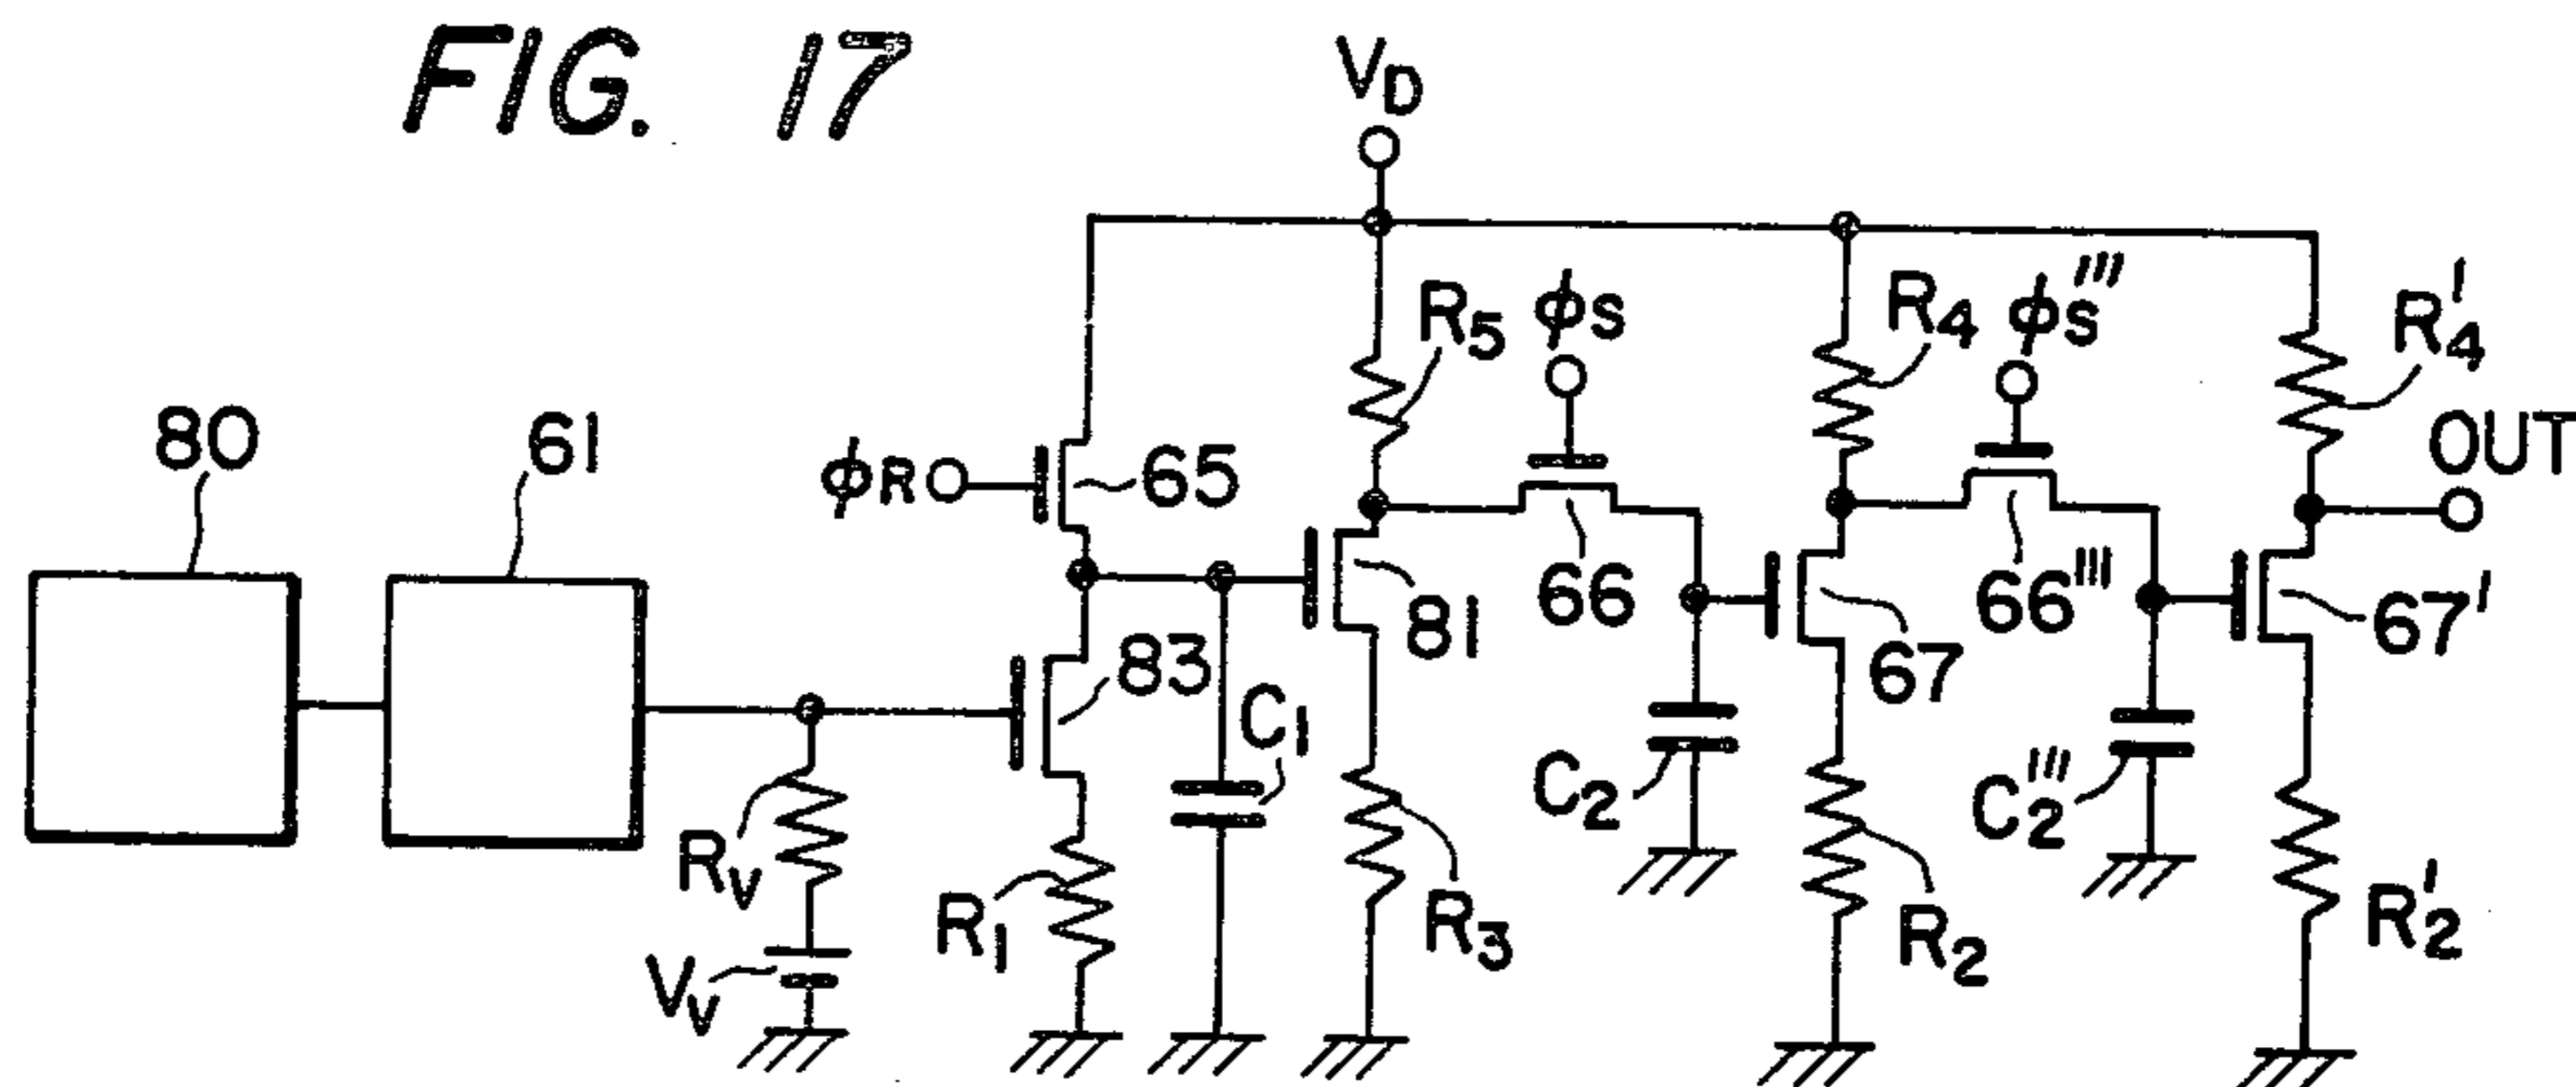 FIG. 17
VD
R5
ϕS
R4
ϕS'''
R4'
OUT
80
61
ϕR
65
81
66
67
66'''
67'
83
C1
C2
C2'''
RV
VV
R1
R3
R2
R2'